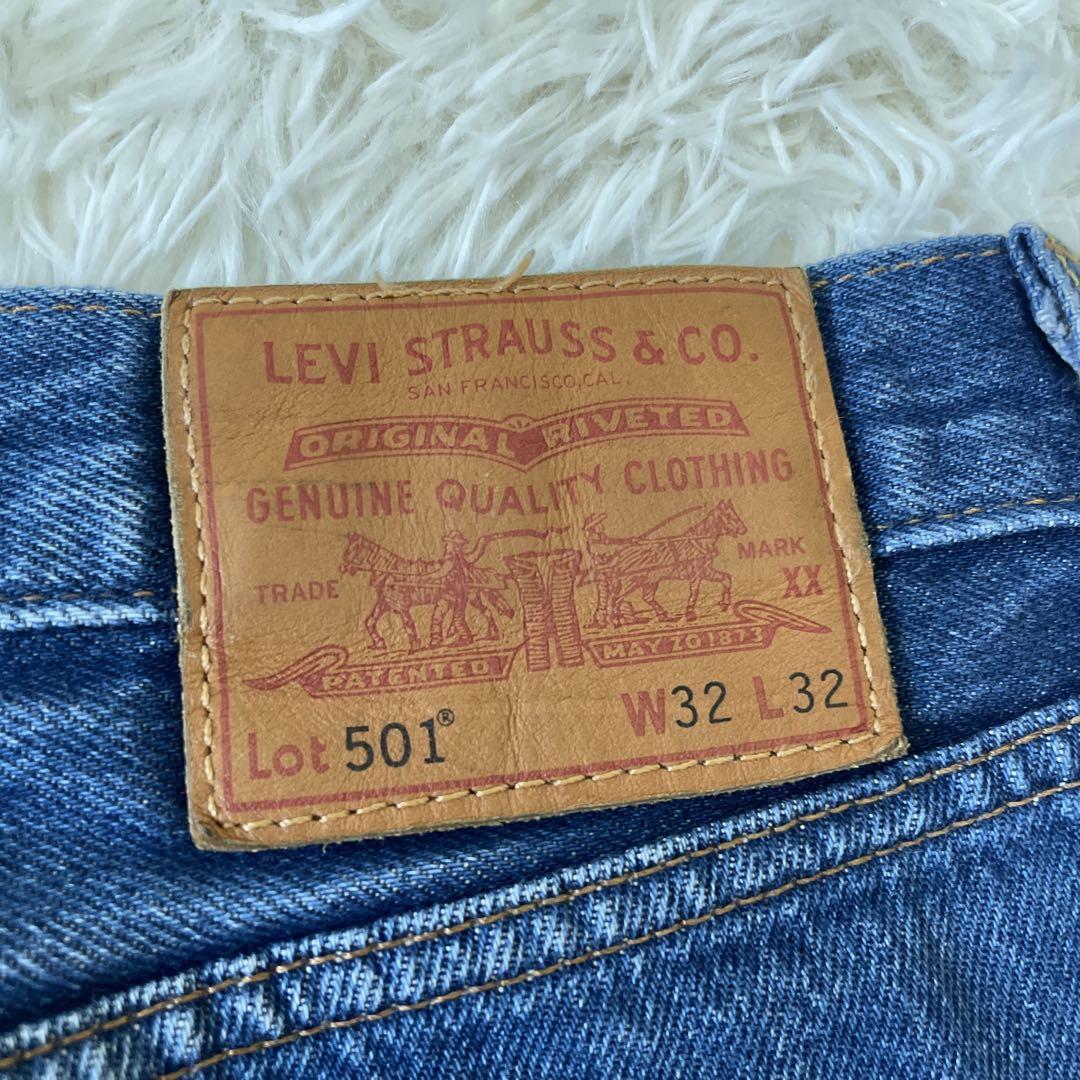 LEVI STRAUSS & CO.
SAN FRANCISCO, CAL.
ORIGINAL RIVETED
GENUINE QUALITY CLOTHING
TRADE MARK
XX
PATENTED MAY 20 1873
Lot 501® W32 L32